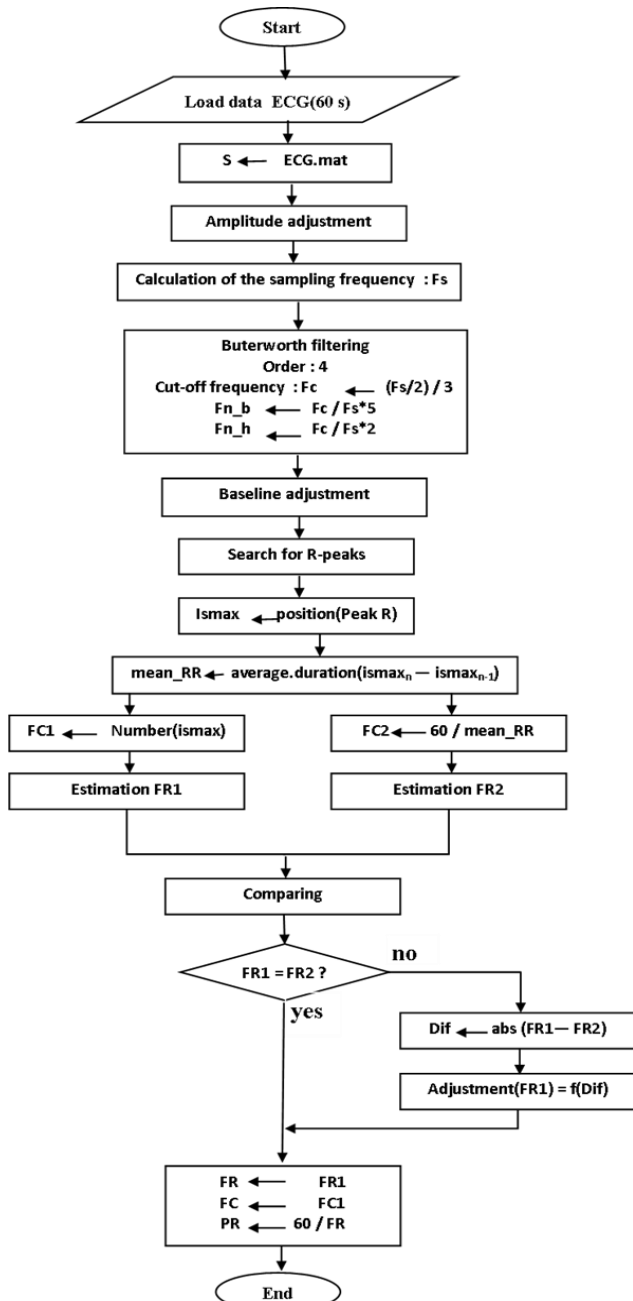 Start
Load data ECG(60 s)
S ← ECG.mat
Amplitude adjustment
Calculation of the sampling frequency : Fs
Buterworth filtering
Order : 4
Cut-off frequency : Fc ← (Fs/2) / 3
Fn_b ← Fc / Fs*5
Fn_h ← Fc / Fs*2
Baseline adjustment
Search for R-peaks
Ismax ← position(Peak R)
mean_RR ← average.duration(ismaxₙ — ismaxₙ₋₁)
FC1 ← Number(ismax)
FC2 ← 60 / mean_RR
Estimation FR1
Estimation FR2
Comparing
FR1 = FR2 ?
no
yes
Dif ← abs (FR1— FR2)
Adjustment(FR1) = f(Dif)
FR ← FR1
FC ← FC1
PR ← 60 / FR
End